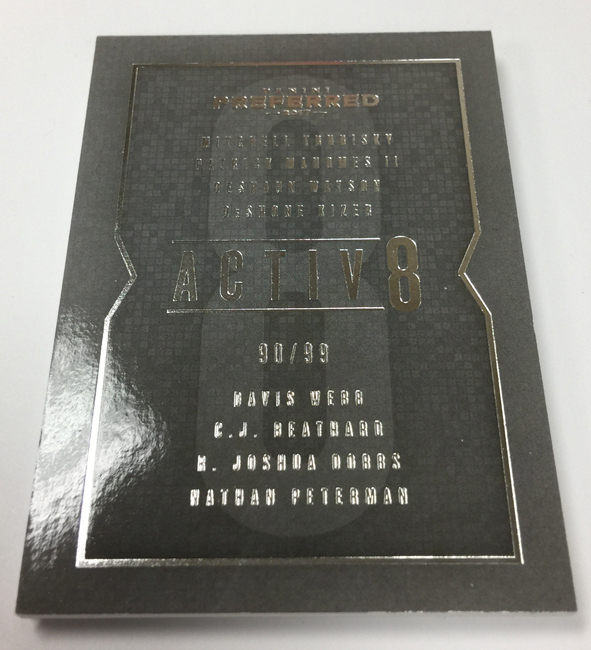 PANINI
PREFERRED
MITCHELL TRUBISKY
PATRICK MAHOMES II
DESHAUN WATSON
DeSHONE KIZER
ACTIV8
90/99
DAVIS WEBB
C.J. BEATHARD
R. JOSHUA DOBBS
NATHAN PETERMAN